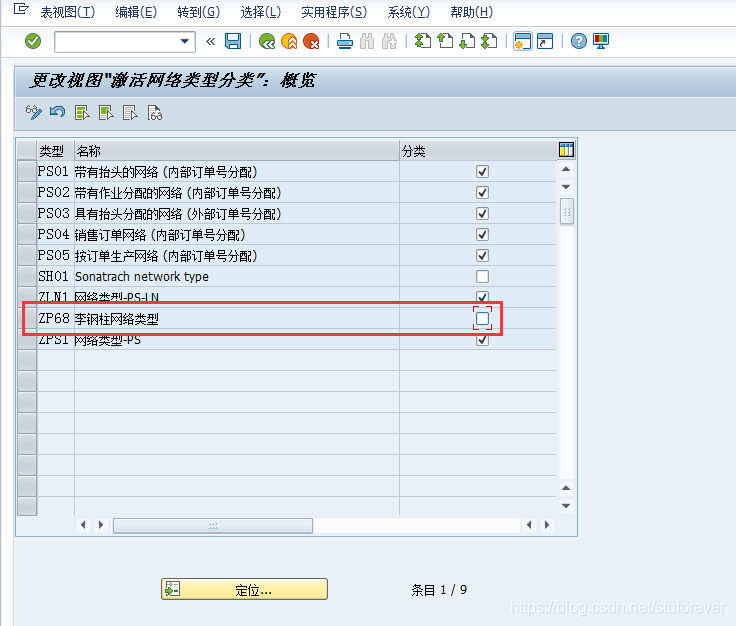 表视图(T) 编辑(E) 转到(G) 选择(L) 实用程序(S) 系统(Y) 帮助(H)
更改视图“激活网络类型分类”：概览
类型 名称 分类
PS01 带有抬头的网络 (内部订单号分配)
PS02 带有作业分配的网络 (内部订单号分配)
PS03 具有抬头分配的网络 (外部订单号分配)
PS04 销售订单网络 (内部订单号分配)
PS05 按订单生产网络 (内部订单号分配)
SH01 Sonatrach network type
ZLN1 网络类型-PS-LN
ZP68 李钢柱网络类型
ZPS1 网络类型-PS
定位... 条目 1 / 9
https://blog.csdn.net/stuforever